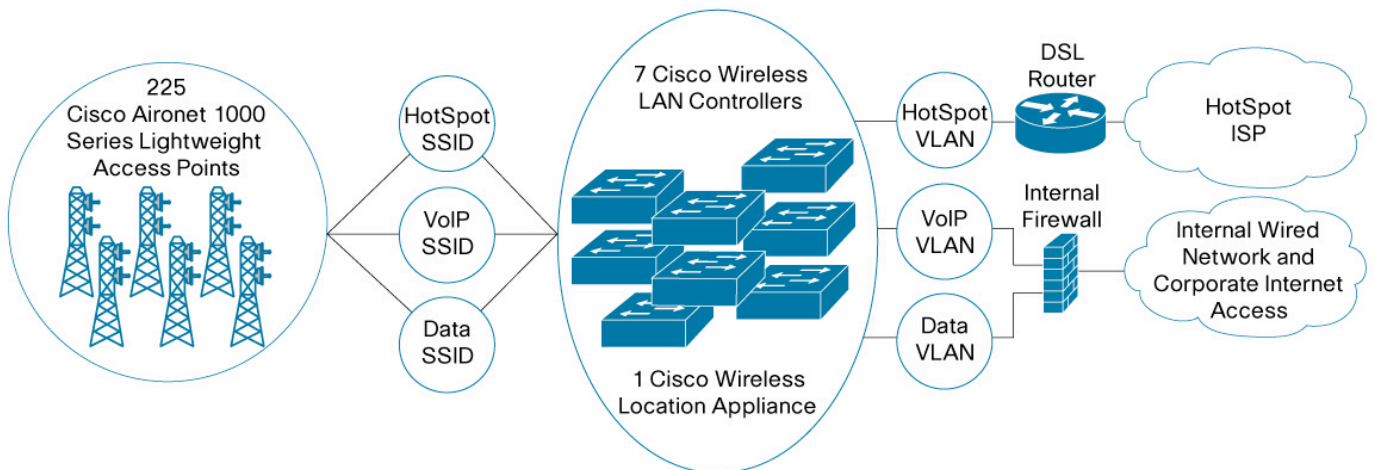 225
Cisco Aironet 1000
Series Lightweight
Access Points
HotSpot
SSID
VoIP
SSID
Data
SSID
7 Cisco Wireless
LAN Controllers
1 Cisco Wireless
Location Appliance
HotSpot
VLAN
VoIP
VLAN
Data
VLAN
DSL
Router
Internal
Firewall
HotSpot
ISP
Internal Wired
Network and
Corporate Internet
Access